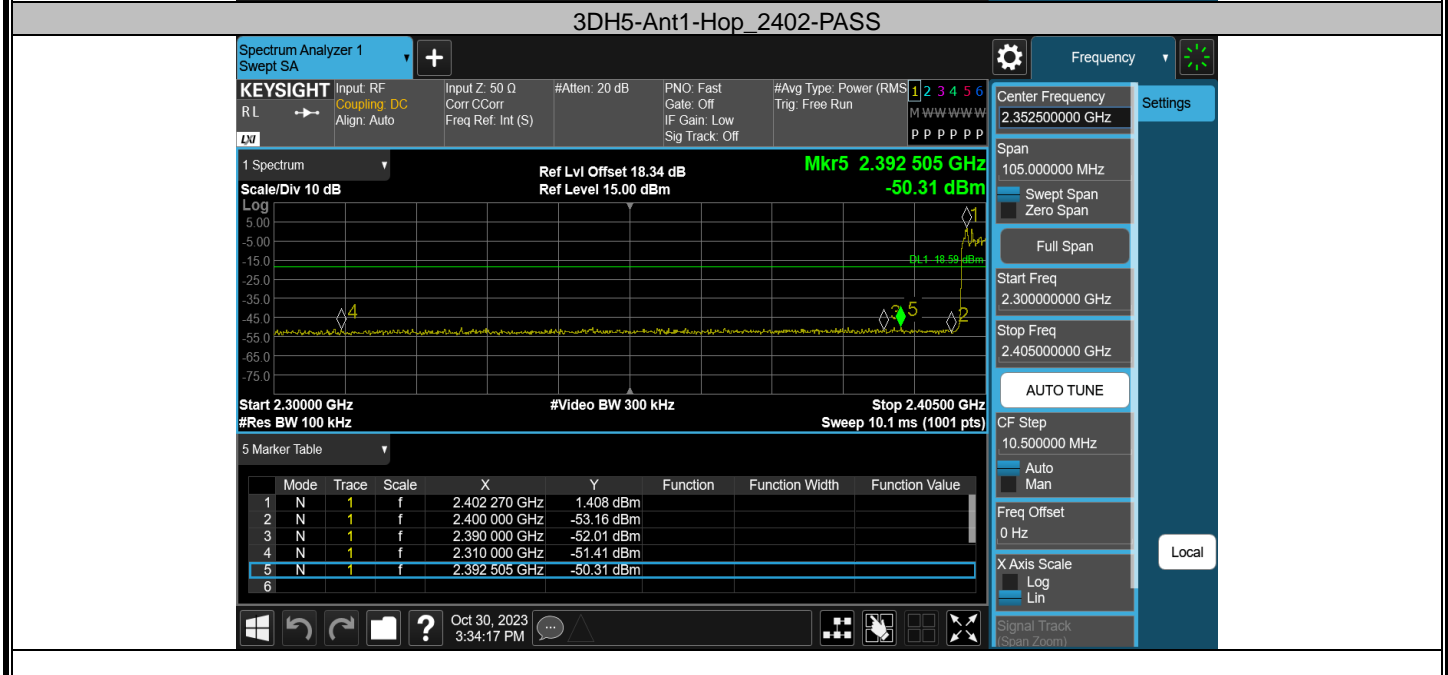 3DH5-Ant1-Hop_2402-PASS
Spectrum Analyzer 1
Swept SA
Frequency
KEYSIGHT
R L
LXI
Input: RF
Coupling: DC
Align: Auto
Input Z: 50 Ω
Corr CCorr
Freq Ref: Int (S)
#Atten: 20 dB
PNO: Fast
Gate: Off
IF Gain: Low
Sig Track: Off
#Avg Type: Power (RMS
Trig: Free Run
1 2 3 4 5 6
M W W W W W
P P P P P P
1 Spectrum
Scale/Div 10 dB
Ref Lvl Offset 18.34 dB
Ref Level 15.00 dBm
Mkr5 2.392 505 GHz
-50.31 dBm
Log
5.00
-5.00
-15.0
-25.0
-35.0
-45.0
-55.0
-65.0
-75.0
DL1 -18.59 dBm
1
4
3
5
2
Start 2.30000 GHz
#Video BW 300 kHz
Stop 2.40500 GHz
#Res BW 100 kHz
Sweep 10.1 ms (1001 pts)
5 Marker Table
Mode Trace Scale X Y Function Function Width Function Value
1 N 1 f 2.402 270 GHz 1.408 dBm
2 N 1 f 2.400 000 GHz -53.16 dBm
3 N 1 f 2.390 000 GHz -52.01 dBm
4 N 1 f 2.310 000 GHz -51.41 dBm
5 N 1 f 2.392 505 GHz -50.31 dBm
6
Oct 30, 2023
3:34:17 PM
Center Frequency
2.352500000 GHz
Settings
Span
105.000000 MHz
Swept Span
Zero Span
Full Span
Start Freq
2.300000000 GHz
Stop Freq
2.405000000 GHz
AUTO TUNE
CF Step
10.500000 MHz
Auto
Man
Freq Offset
0 Hz
X Axis Scale
Log
Lin
Local
Signal Track
(Span Zoom)